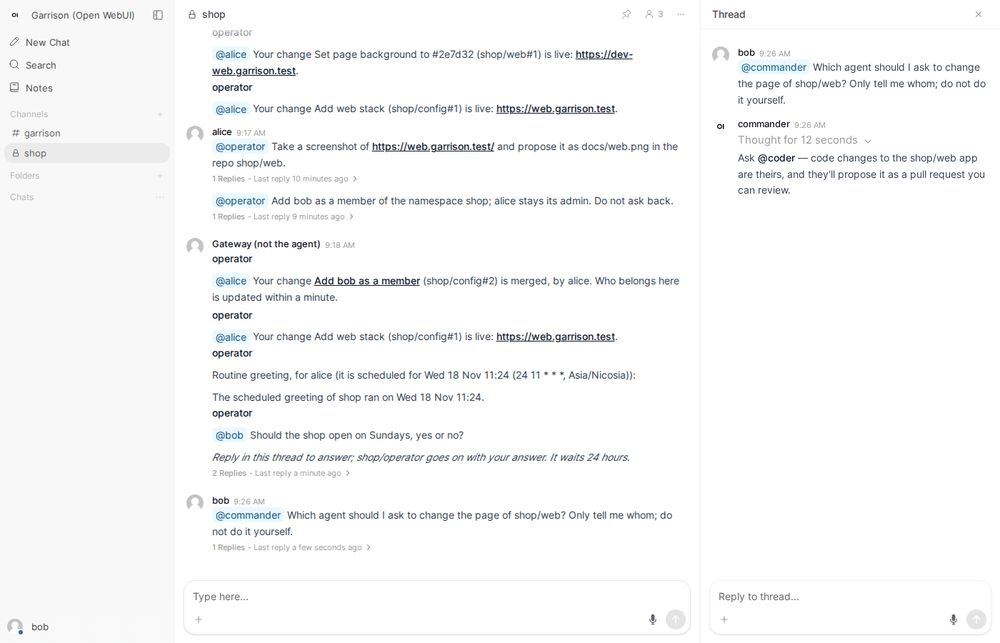 OI Garrison (Open WebUI)
New Chat
Search
Notes
Channels
# garrison
shop
Folders
Chats
bob
shop
3
operator
@alice Your change Set page background to #2e7d32 (shop/web#1) is live: https://dev-
web.garrison.test.
operator
@alice Your change Add web stack (shop/config#1) is live: https://web.garrison.test.
alice 9:17 AM
@operator Take a screenshot of https://web.garrison.test/ and propose it as docs/web.png in the
repo shop/web.
1 Replies - Last reply 10 minutes ago
@operator Add bob as a member of the namespace shop; alice stays its admin. Do not ask back.
1 Replies - Last reply 9 minutes ago
Gateway (not the agent) 9:18 AM
operator
@alice Your change Add bob as a member (shop/config#2) is merged, by alice. Who belongs here
is updated within a minute.
operator
@alice Your change Add web stack (shop/config#1) is live: https://web.garrison.test.
operator
Routine greeting, for alice (it is scheduled for Wed 18 Nov 11:24 (24 11 * * *, Asia/Nicosia)):
The scheduled greeting of shop ran on Wed 18 Nov 11:24.
operator
@bob Should the shop open on Sundays, yes or no?
Reply in this thread to answer; shop/operator goes on with your answer. It waits 24 hours.
2 Replies - Last reply a minute ago
bob 9:26 AM
@commander Which agent should I ask to change the page of shop/web? Only tell me whom; do
not do it yourself.
1 Replies - Last reply a few seconds ago
Type here...
Thread
bob 9:26 AM
@commander Which agent should I ask to change
the page of shop/web? Only tell me whom; do not do
it yourself.
OI commander 9:26 AM
Thought for 12 seconds
Ask @coder — code changes to the shop/web app
are theirs, and they'll propose it as a pull request you
can review.
Reply to thread...